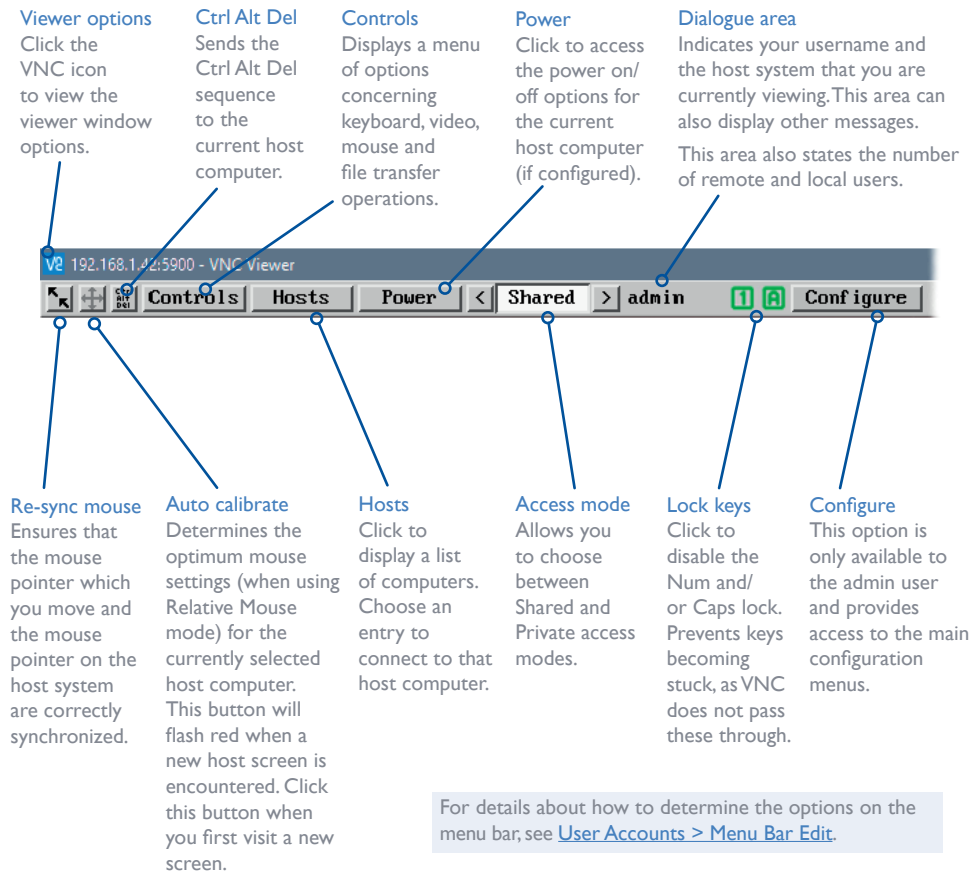 Viewer options
Click the
VNC icon
to view the
viewer window
options.
Ctrl Alt Del
Sends the
Ctrl Alt Del
sequence
to the
current host
computer.
Controls
Displays a menu
of options
concerning
keyboard, video,
mouse and
file transfer
operations.
Power
Click to access
the power on/
off options for
the current
host computer
(if configured).
Dialogue area
Indicates your username and
the host system that you are
currently viewing. This area can
also display other messages.
This area also states the number
of remote and local users.
V2 192.168.1.42:5900 - VNC Viewer
Ctr Alt Del Controls Hosts Power < Shared > admin 1 A Configure
Re-sync mouse
Ensures that
the mouse
pointer which
you move and
the mouse
pointer on the
host system
are correctly
synchronized.
Auto calibrate
Determines the
optimum mouse
settings (when using
Relative Mouse
mode) for the
currently selected
host computer.
This button will
flash red when a
new host screen is
encountered. Click
this button when
you first visit a new
screen.
Hosts
Click to
display a list
of computers.
Choose an
entry to
connect to that
host computer.
Access mode
Allows you
to choose
between
Shared and
Private access
modes.
Lock keys
Click to
disable the
Num and/
or Caps lock.
Prevents keys
becoming
stuck, as VNC
does not pass
these through.
Configure
This option is
only available to
the admin user
and provides
access to the main
configuration
menus.
For details about how to determine the options on the
menu bar, see User Accounts > Menu Bar Edit.